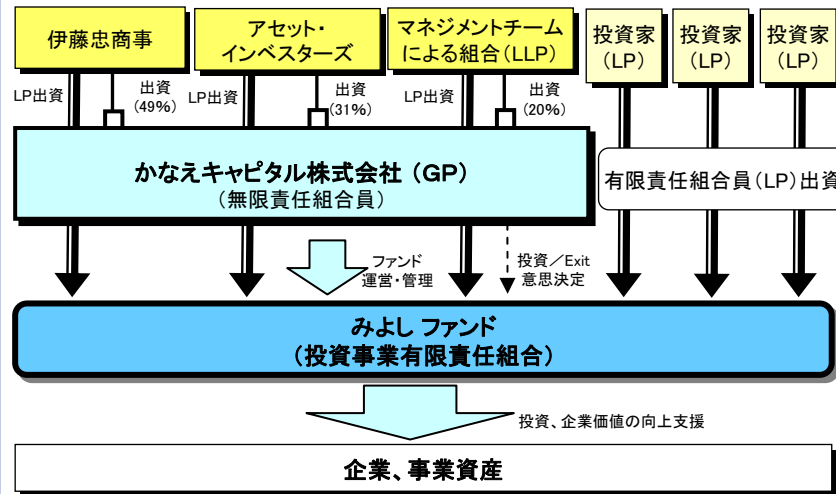 伊藤忠商事
アセット・
インベスターズ
マネジメントチーム
による組合(LLP)
投資家
(LP)
投資家
(LP)
投資家
(LP)
LP出資
出資
(49%)
LP出資
出資
(31%)
LP出資
出資
(20%)
かなえキャピタル株式会社 (GP)
(無限責任組合員)
有限責任組合員(LP)出資
ファンド
運営・管理
投資/Exit
意思決定
みよし ファンド
(投資事業有限責任組合)
投資、企業価値の向上支援
企業、事業資産